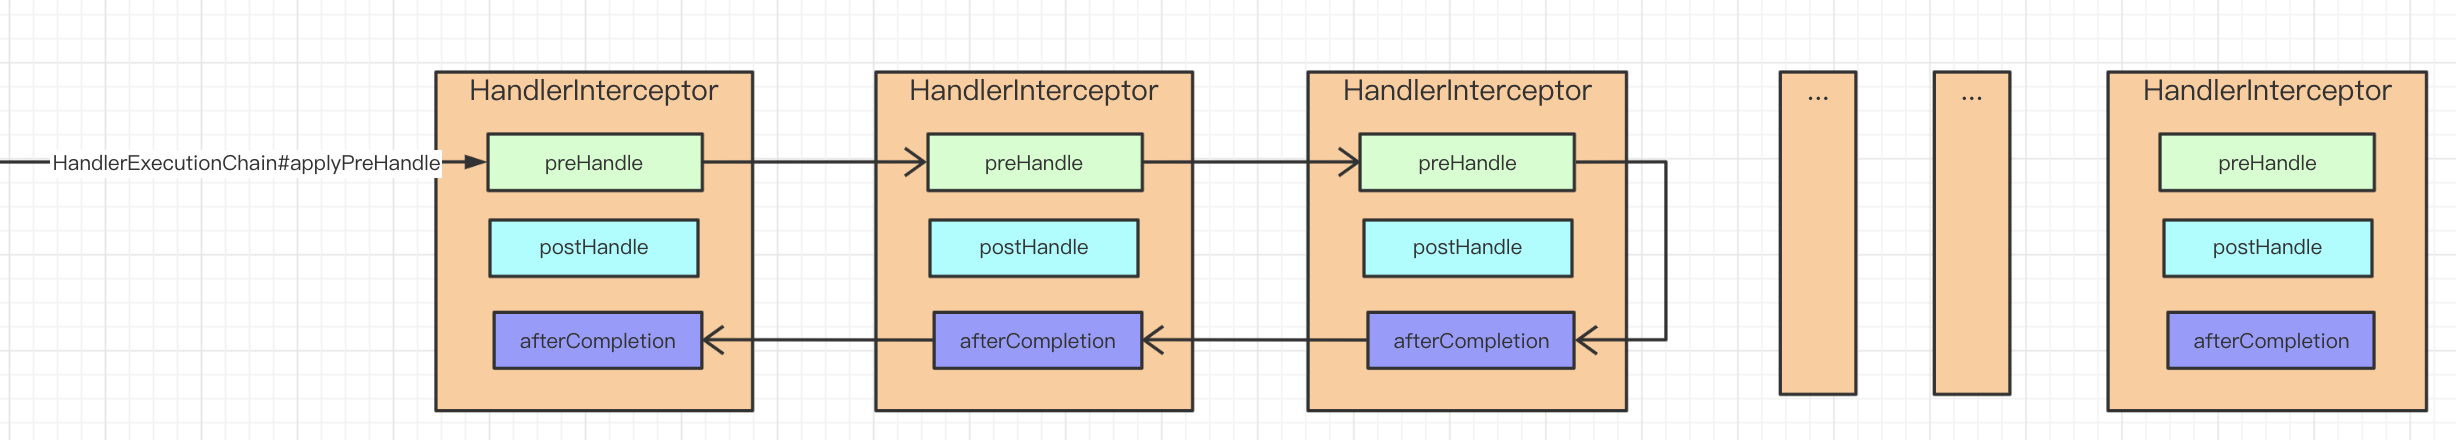 HandlerInterceptor
HandlerInterceptor
HandlerInterceptor
...
...
HandlerInterceptor
HandlerExecutionChain#applyPreHandle
preHandle
preHandle
preHandle
preHandle
postHandle
postHandle
postHandle
postHandle
afterCompletion
afterCompletion
afterCompletion
afterCompletion